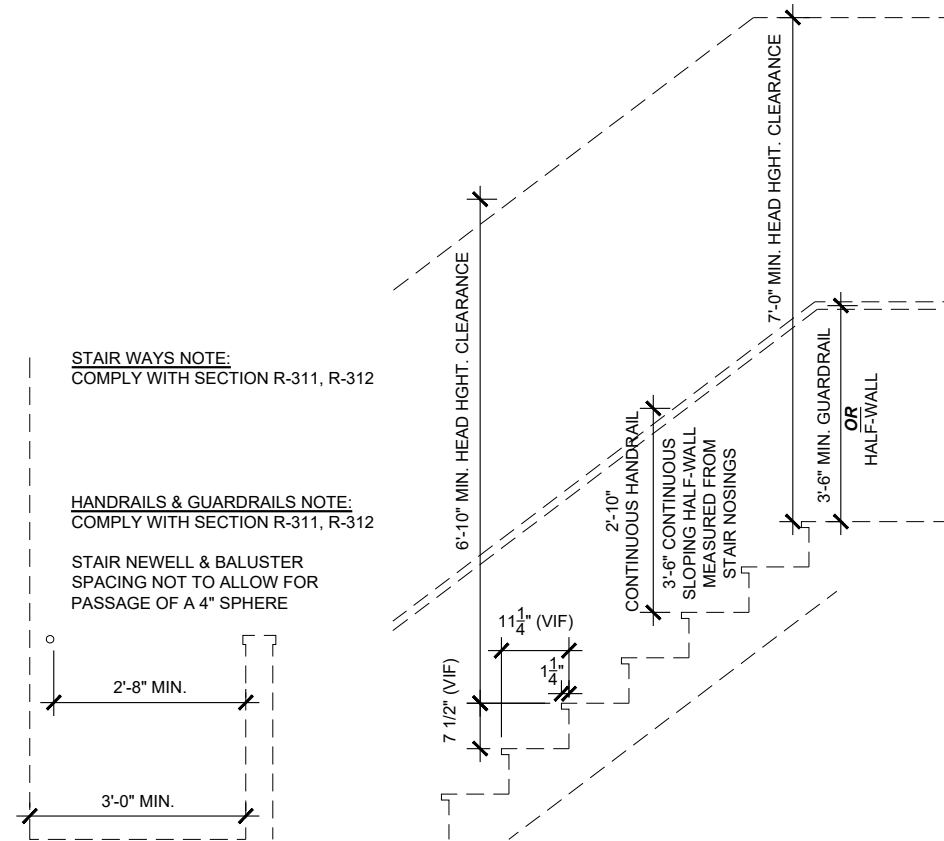 STAIR WAYS NOTE:
COMPLY WITH SECTION R-311, R-312
HANDRAILS & GUARDRAILS NOTE:
COMPLY WITH SECTION R-311, R-312
STAIR NEWELL & BALUSTER
SPACING NOT TO ALLOW FOR
PASSAGE OF A 4" SPHERE
2'-8" MIN.
3'-0" MIN.
6'-10" MIN. HEAD HGHT. CLEARANCE
7 1/2" (VIF)
11 1/4" (VIF)
1 1/4"
2'-10"
CONTINUOUS HANDRAIL
3'-6" CONTINUOUS
SLOPING HALF-WALL
MEASURED FROM
STAIR NOSINGS
7'-0" MIN. HEAD HGHT. CLEARANCE
3'-6" MIN. GUARDRAIL
OR
HALF-WALL